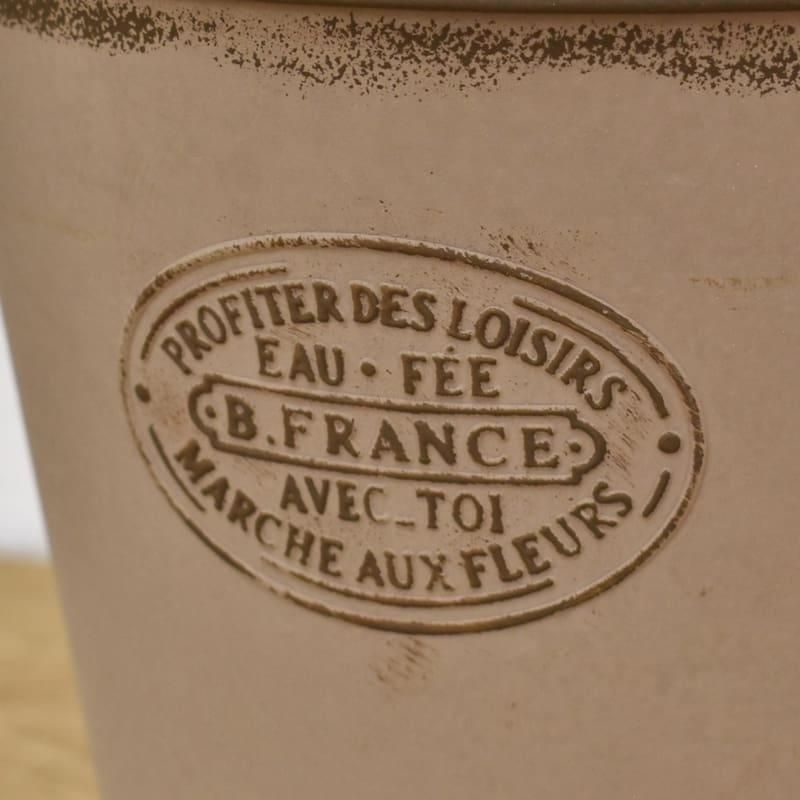 PROFITER DES LOISIRS
EAU · FÉE
B.FRANCE
AVEC_TOI
MARCHE AUX FLEURS